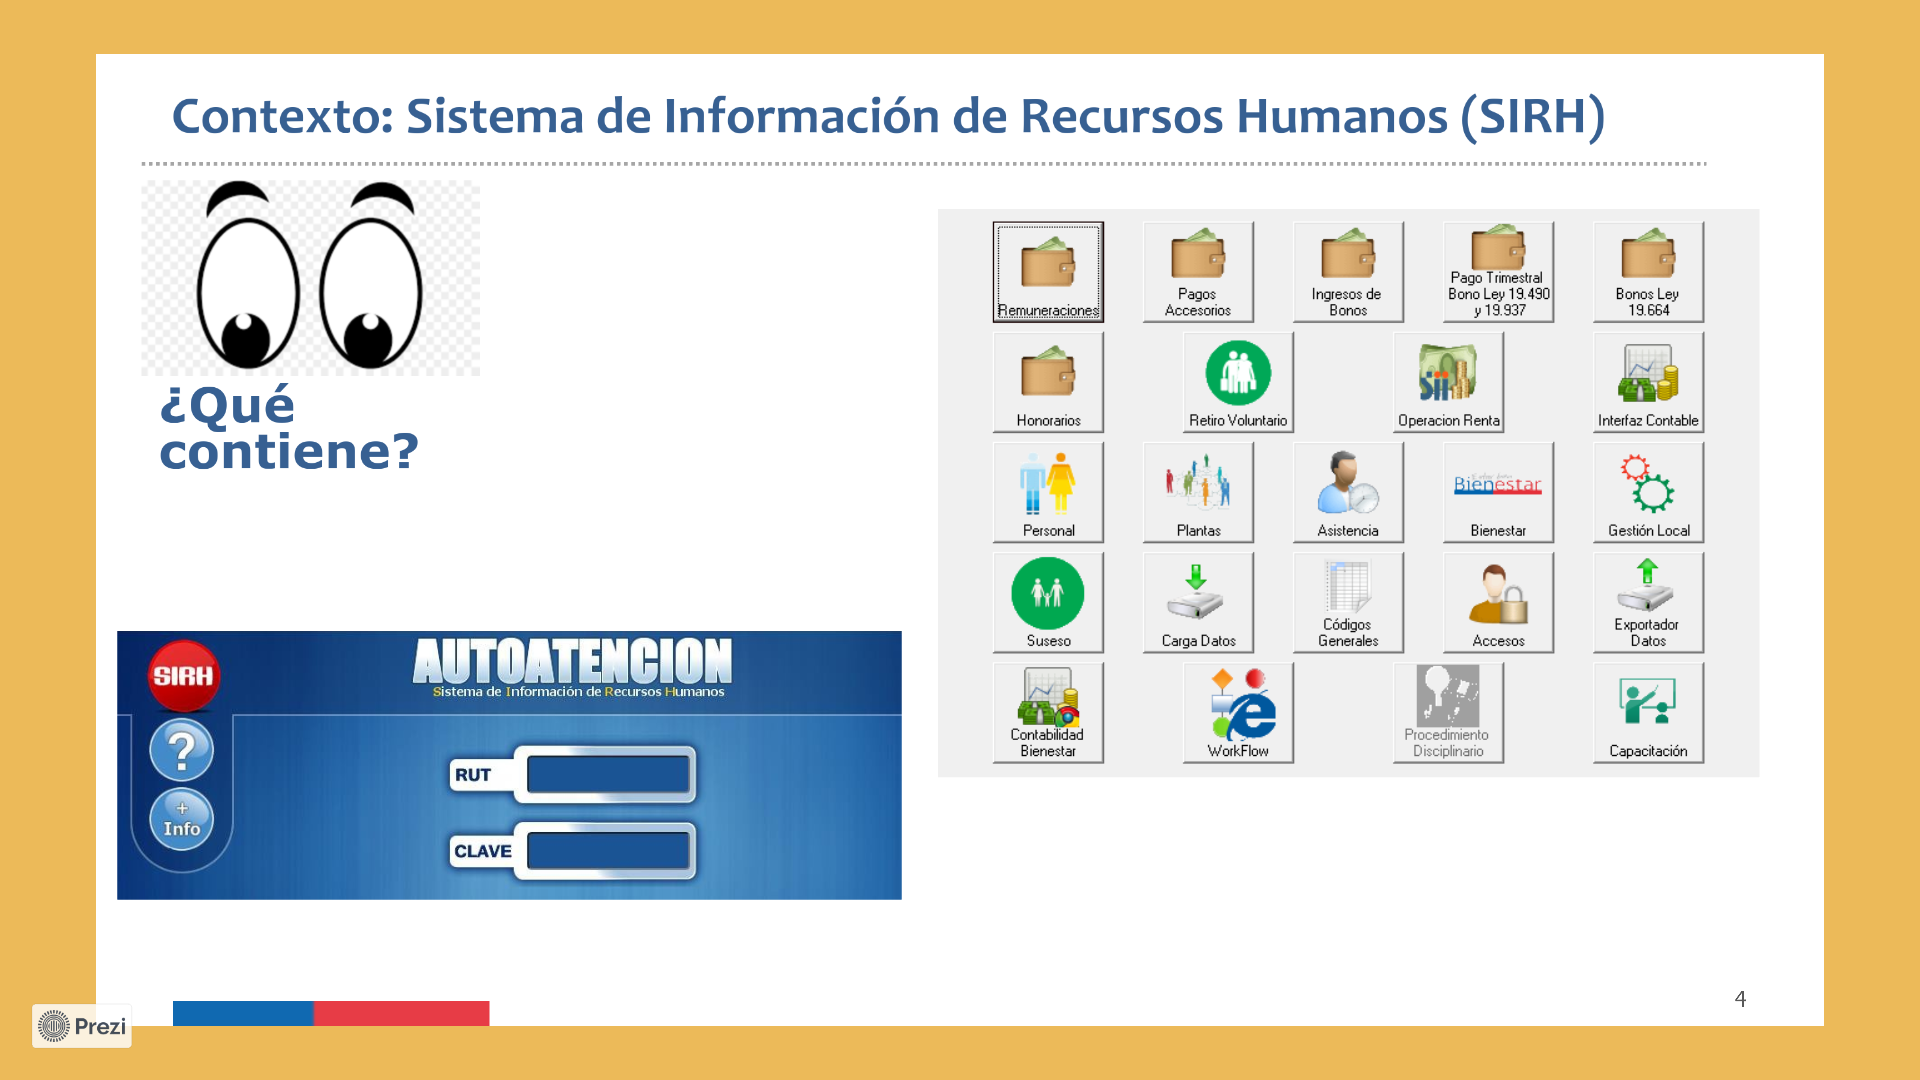 Contexto: Sistema de Información de Recursos Humanos (SIRH)
¿Qué
contiene?
Remuneraciones
Pagos
Accesorios
Ingresos de
Bonos
Pago Trimestral
Bono Ley 19.490
y 19.937
Bonos Ley
19.664
Honorarios
Retiro Voluntario
Sii
Operacion Renta
Interfaz Contable
Personal
Plantas
Asistencia
Bienestar
Bienestar
Gestión Local
Suseso
Carga Datos
Códigos
Generales
Accesos
Exportador
Datos
Contabilidad
Bienestar
WorkFlow
Procedimiento
Disciplinario
Capacitación
SIRH
AUTOATENCION
Sistema de Información de Recursos Humanos
?
+
Info
RUT
CLAVE
4
Prezi